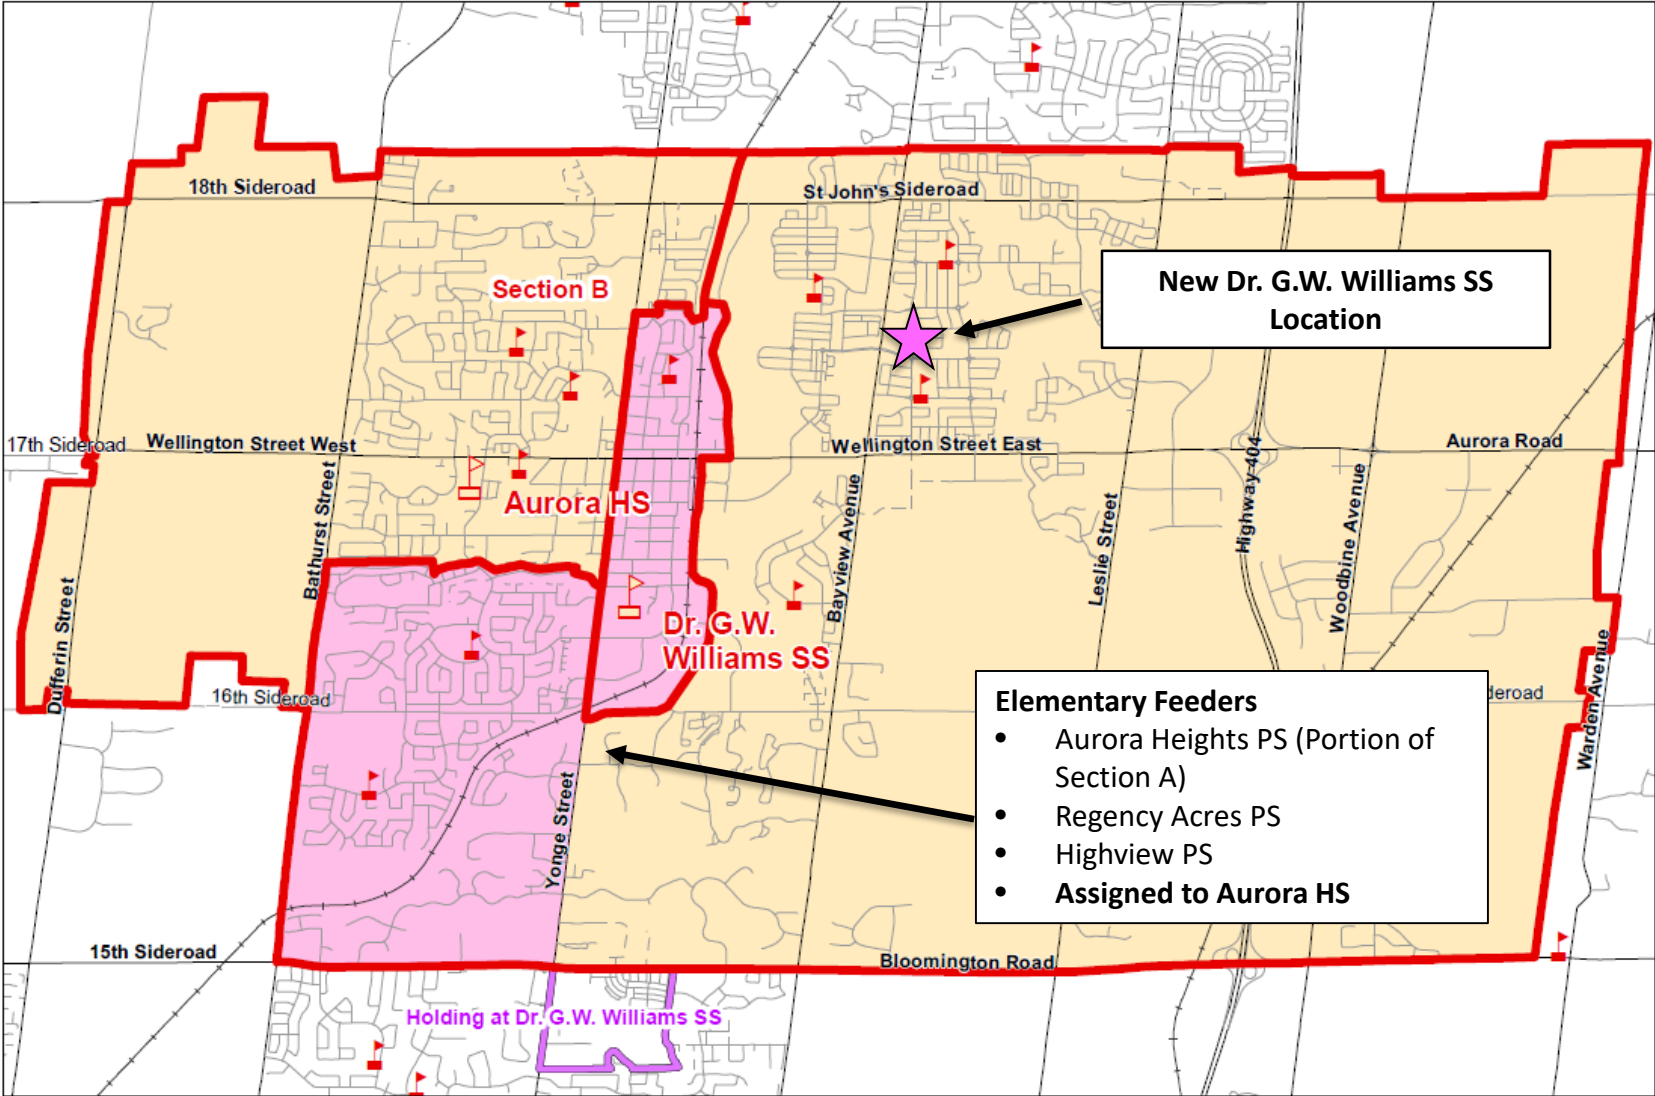 18th Sideroad
St John's Sideroad
Section B
New Dr. G.W. Williams SS
Location
17th Sideroad
Wellington Street West
Wellington Street East
Aurora Road
Aurora HS
Bathurst Street
Bayview Avenue
Leslie Street
Highway 404
Woodbine Avenue
Dufferin Street
Dr. G.W.
Williams SS
Warden Avenue
16th Sideroad
Elementary Feeders
• Aurora Heights PS (Portion of
Section A)
• Regency Acres PS
• Highview PS
• Assigned to Aurora HS
deroad
Yonge Street
15th Sideroad
Bloomington Road
Holding at Dr. G.W. Williams SS